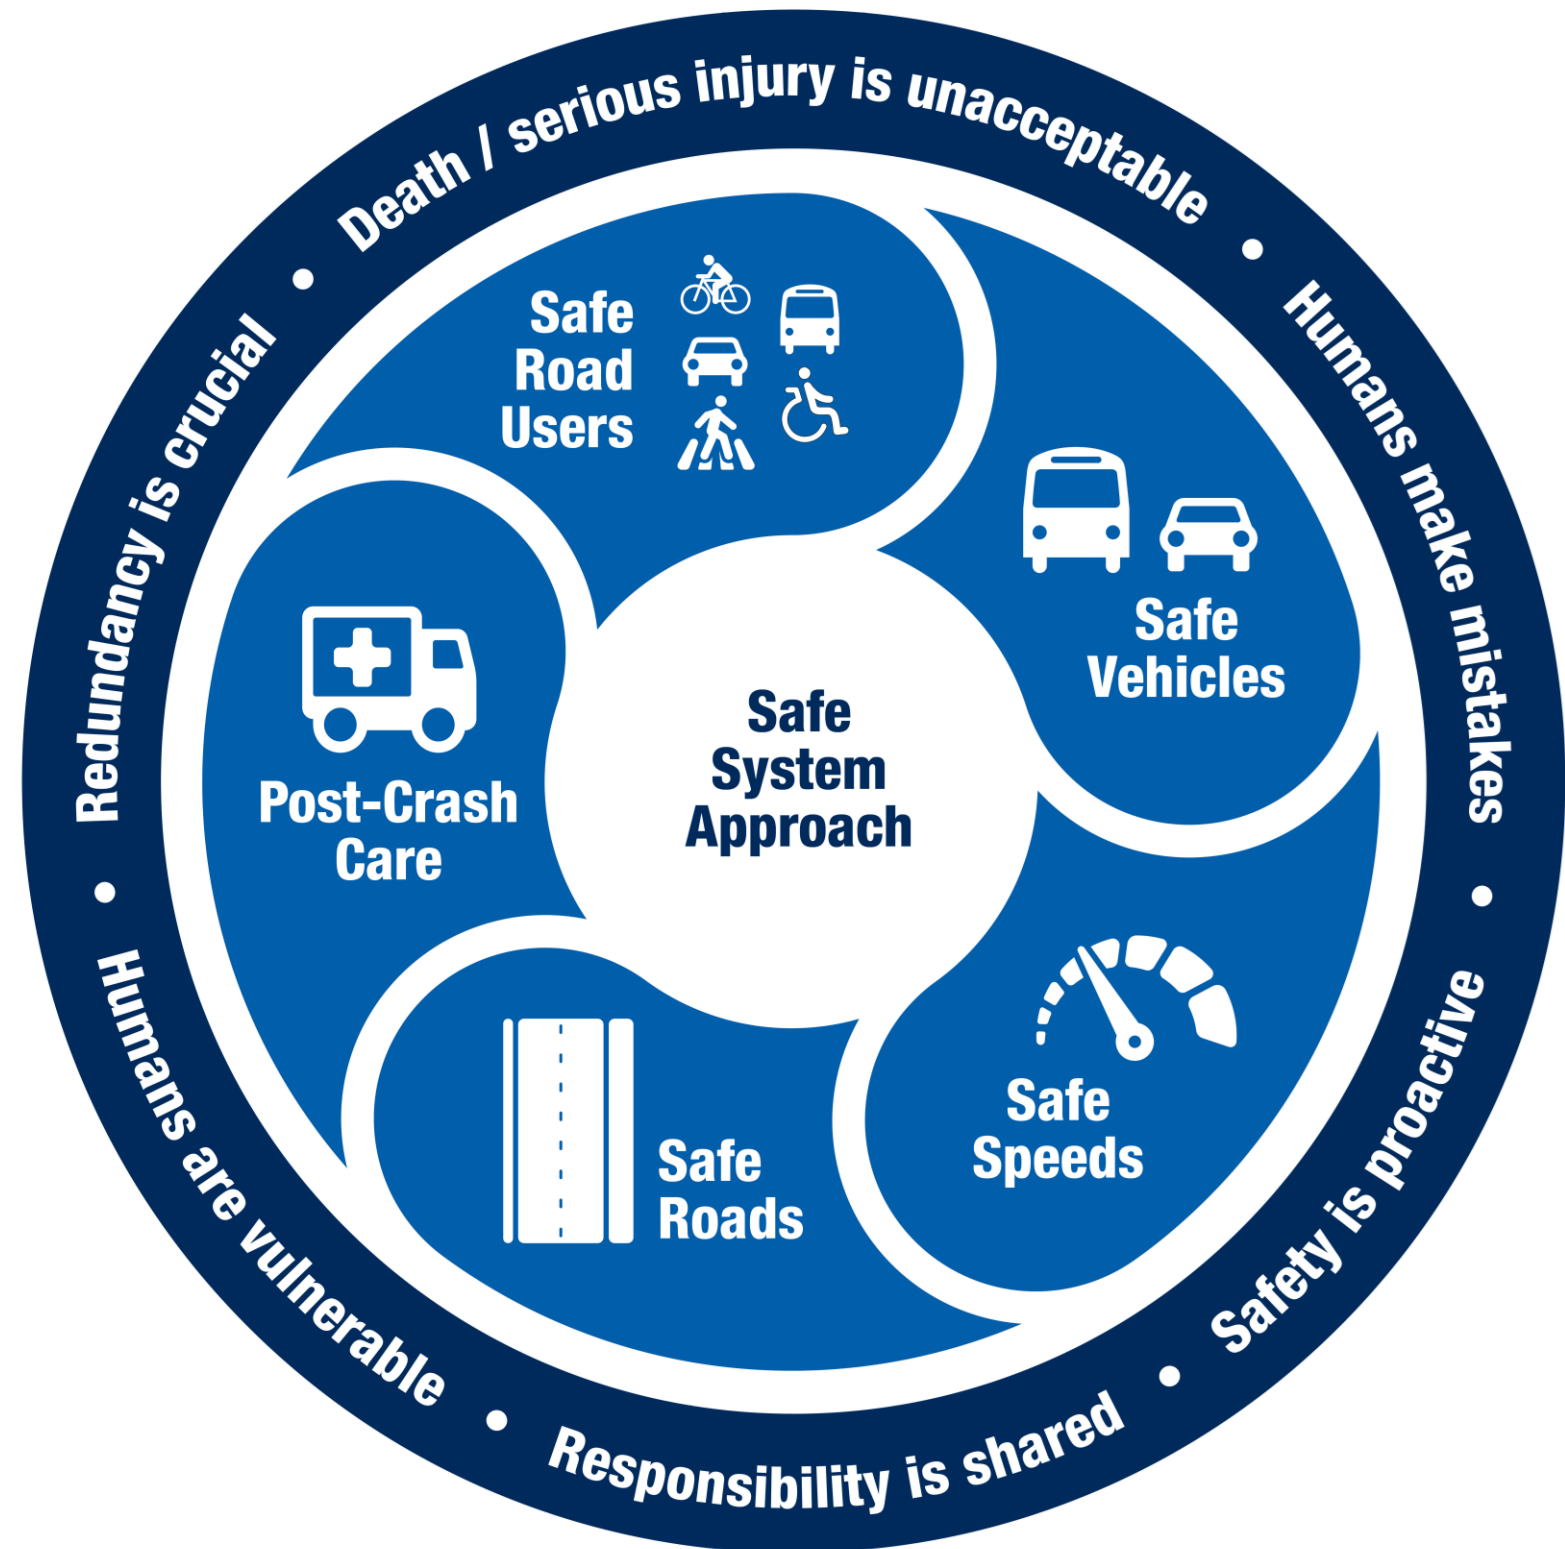 Death / serious injury is unacceptable • Humans make mistakes • Safety is proactive • Responsibility is shared • Humans are vulnerable • Redundancy is crucial •
Safe
Road
Users
Safe
Vehicles
Safe
Speeds
Safe
Roads
Post-Crash
Care
Safe
System
Approach